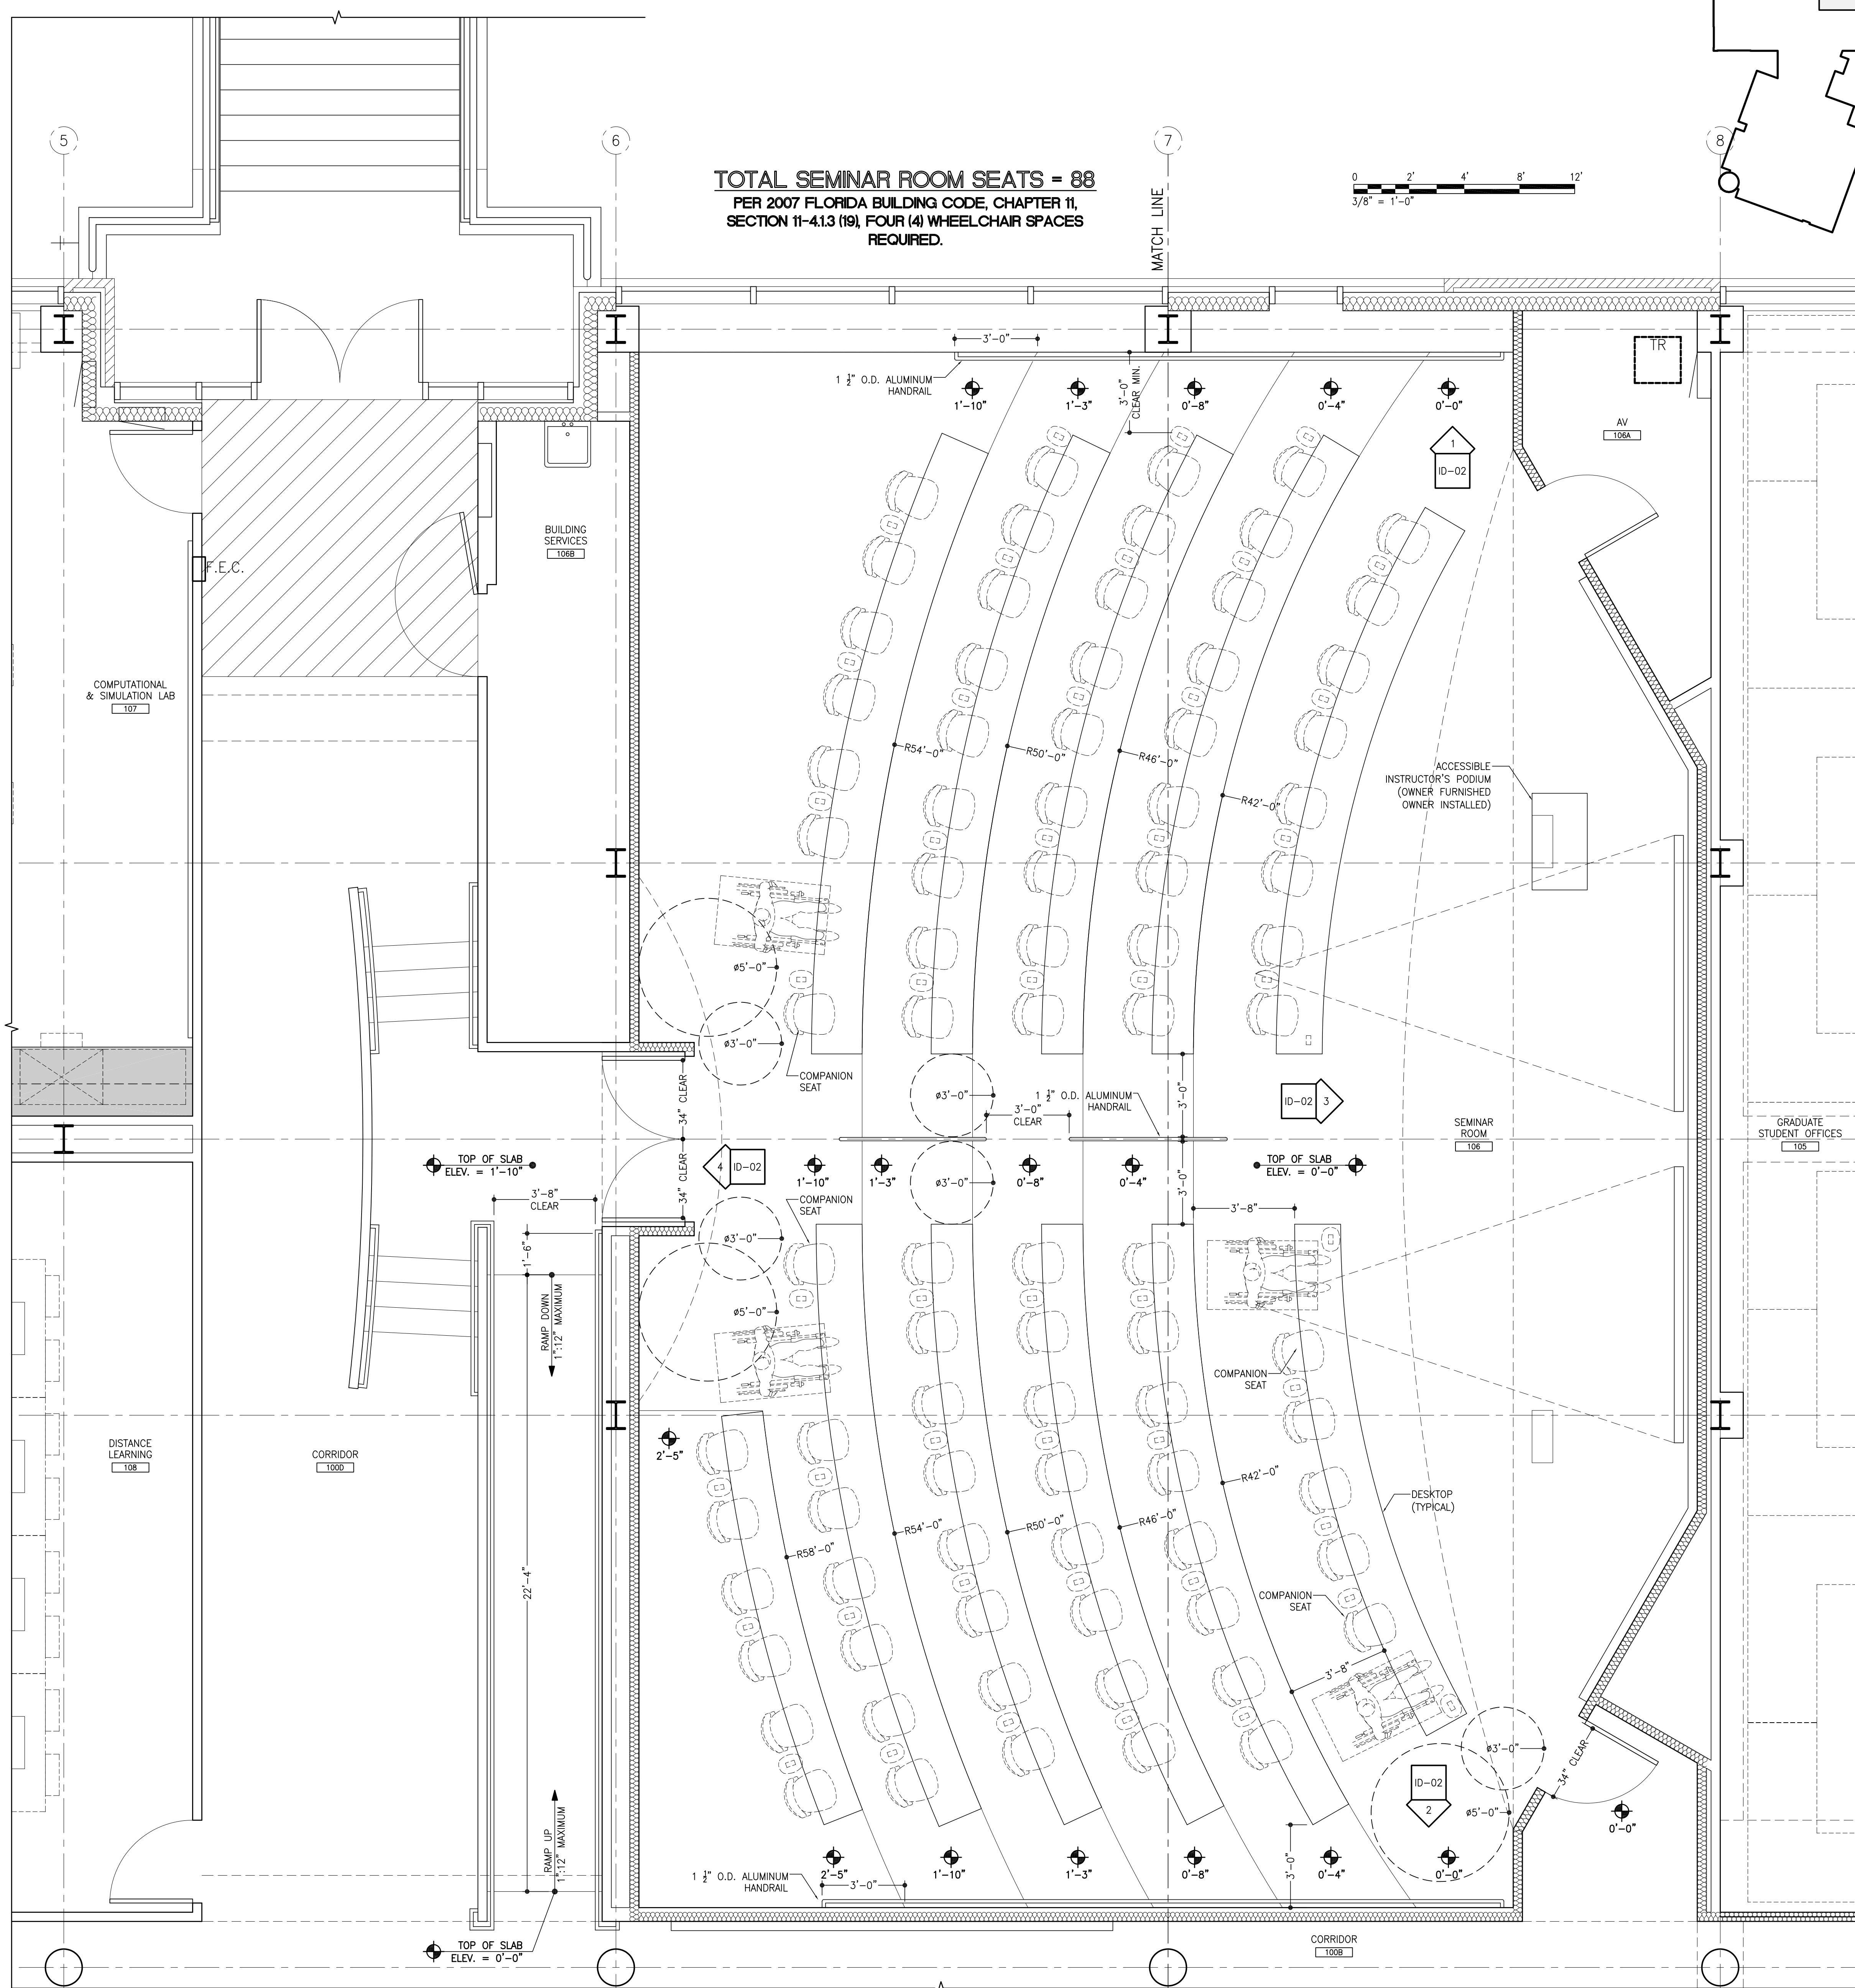 5
6
7
8
TOTAL SEMINAR ROOM SEATS = 88
PER 2007 FLORIDA BUILDING CODE, CHAPTER 11,
SECTION 11-4.1.3 (19), FOUR (4) WHEELCHAIR SPACES
REQUIRED.
MATCH LINE
0 2' 4' 8' 12'
3/8" = 1'-0"
3'-0"
1 1/2" O.D. ALUMINUM
HANDRAIL
3'-0"
CLEAR MIN.
1'-10"
1'-3"
0'-8"
0'-4"
0'-0"
TR
AV
106A
1
ID-02
BUILDING
SERVICES
106B
F.E.C.
COMPUTATIONAL
& SIMULATION LAB
107
R54'-0"
R50'-0"
R46'-0"
R42'-0"
ACCESSIBLE
INSTRUCTOR'S PODIUM
(OWNER FURNISHED
OWNER INSTALLED)
ø5'-0"
ø3'-0"
COMPANION
SEAT
34" CLEAR
ø3'-0"
1 1/2" O.D. ALUMINUM
HANDRAIL
3'-0"
CLEAR
3'-0"
ID-02
3
SEMINAR
ROOM
106
GRADUATE
STUDENT OFFICES
105
TOP OF SLAB
ELEV. = 1'-10"
34" CLEAR
4
ID-02
1'-10"
1'-3"
ø3'-0"
0'-8"
0'-4"
3'-0"
TOP OF SLAB
ELEV. = 0'-0"
3'-8"
CLEAR
COMPANION
SEAT
3'-8"
1'-6"
ø3'-0"
ø5'-0"
RAMP DOWN
1":12" MAXIMUM
COMPANION
SEAT
2'-5"
DISTANCE
LEARNING
108
CORRIDOR
100D
R58'-0"
R54'-0"
R50'-0"
R46'-0"
R42'-0"
DESKTOP
(TYPICAL)
22'-4"
COMPANION
SEAT
3'-8"
ø3'-0"
34" CLEAR
ID-02
2
ø5'-0"
0'-0"
RAMP UP
1":12" MAXIMUM
2'-5"
1'-10"
1'-3"
0'-8"
3'-0"
0'-4"
0'-0"
1 1/2" O.D. ALUMINUM
HANDRAIL
3'-0"
TOP OF SLAB
ELEV. = 0'-0"
CORRIDOR
100B